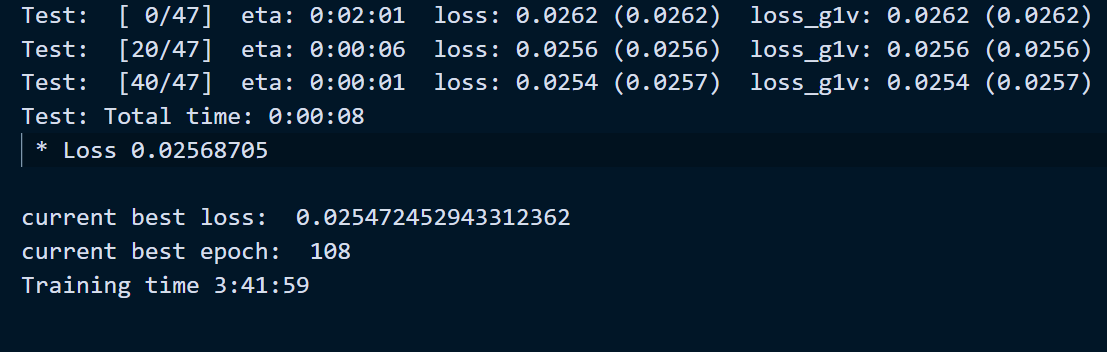 Test:  [ 0/47]  eta: 0:02:01  loss: 0.0262 (0.0262)  loss_g1v: 0.0262 (0.0262)
Test:  [20/47]  eta: 0:00:06  loss: 0.0256 (0.0256)  loss_g1v: 0.0256 (0.0256)
Test:  [40/47]  eta: 0:00:01  loss: 0.0254 (0.0257)  loss_g1v: 0.0254 (0.0257)
Test: Total time: 0:00:08
 * Loss 0.02568705
current best loss:  0.025472452943312362
current best epoch:  108
Training time 3:41:59